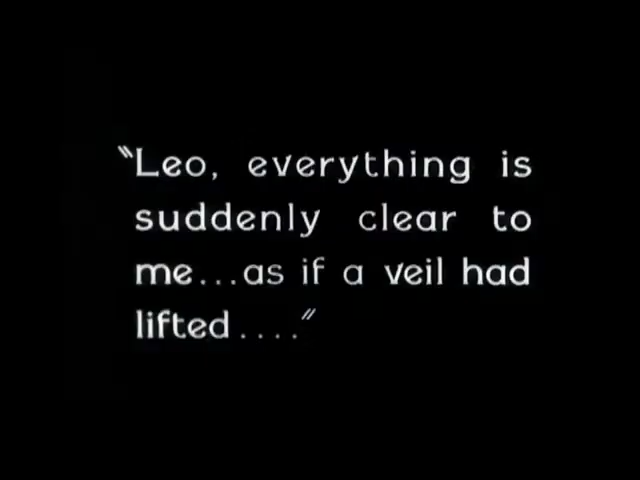 "Leo, everything is
suddenly clear to
me...as if a veil had
lifted...."